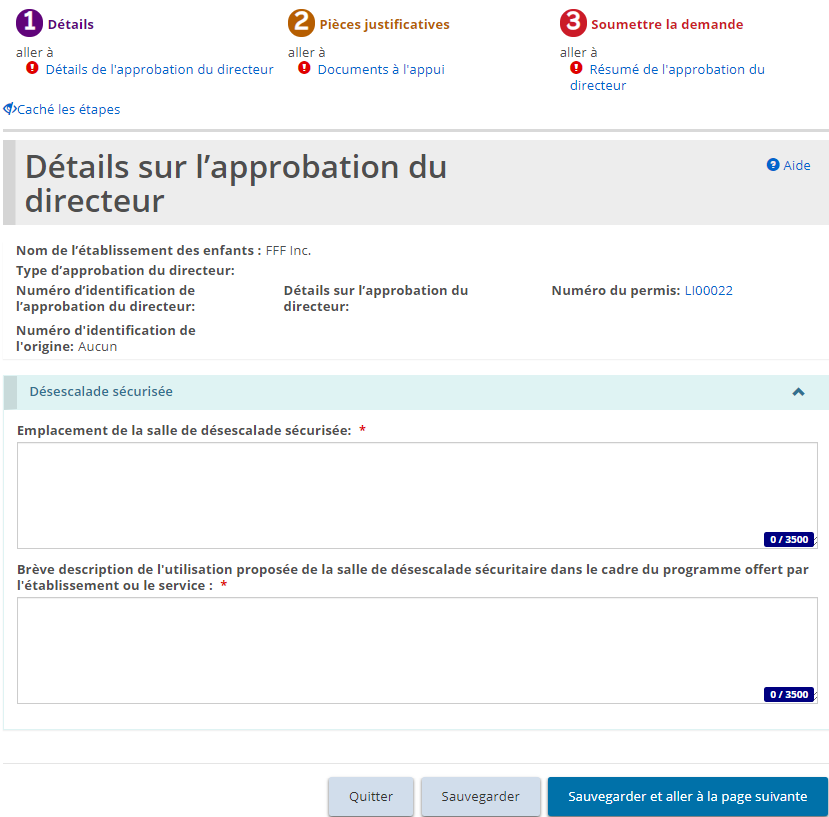 1 Détails
aller à
Détails de l'approbation du directeur
2 Pièces justificatives
aller à
Documents à l'appui
3 Soumettre la demande
aller à
Résumé de l'approbation du
directeur
Caché les étapes
Détails sur l’approbation du
directeur
Aide
Nom de l’établissement des enfants : FFF Inc.
Type d’approbation du directeur:
Numéro d’identification de
l’approbation du directeur:
Détails sur l’approbation du
directeur:
Numéro du permis: LI00022
Numéro d'identification de
l'origine: Aucun
Désescalade sécurisée
Emplacement de la salle de désescalade sécurisée: *
0 / 3500
Brève description de l'utilisation proposée de la salle de désescalade sécuritaire dans le cadre du programme offert par
l'établissement ou le service : *
0 / 3500
Quitter
Sauvegarder
Sauvegarder et aller à la page suivante